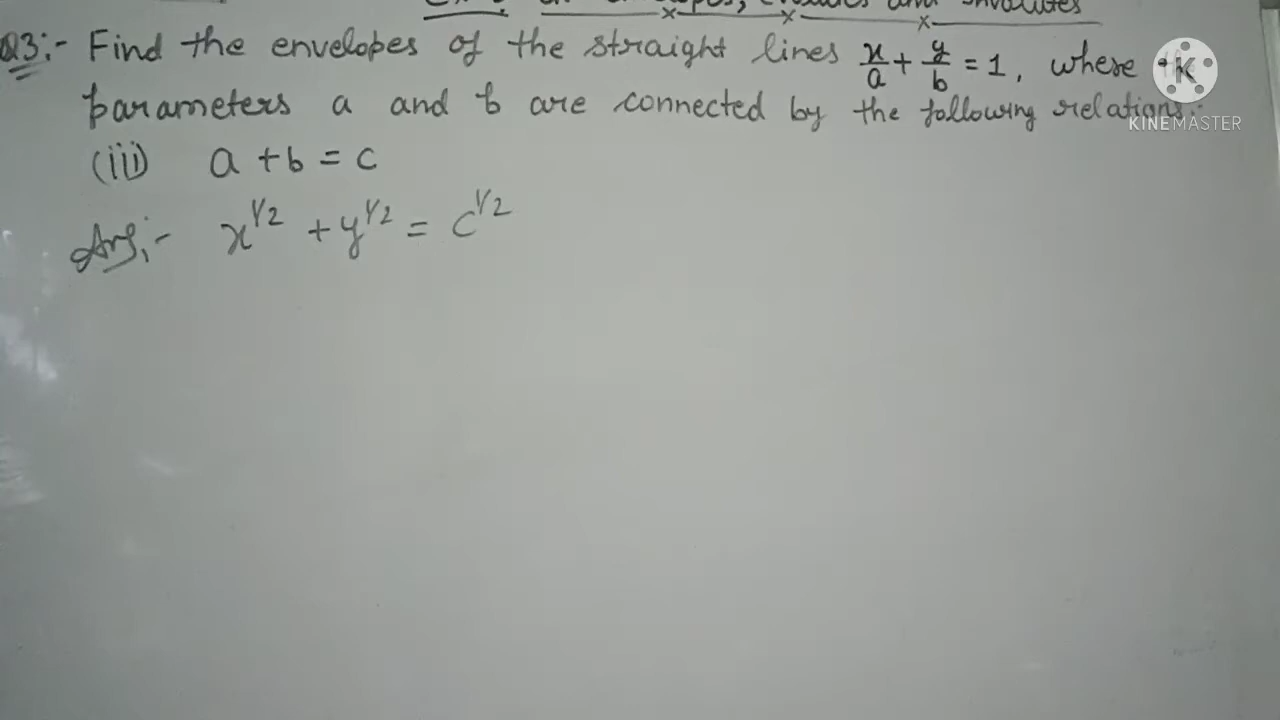 and
Q3:- Find the envelopes of the straight lines x/a + y/b = 1, where
K
parameters a and b are connected by the following relations:
KINEMASTER
(iii) a + b = c
Ans:- x^1/2 + y^1/2 = c^1/2